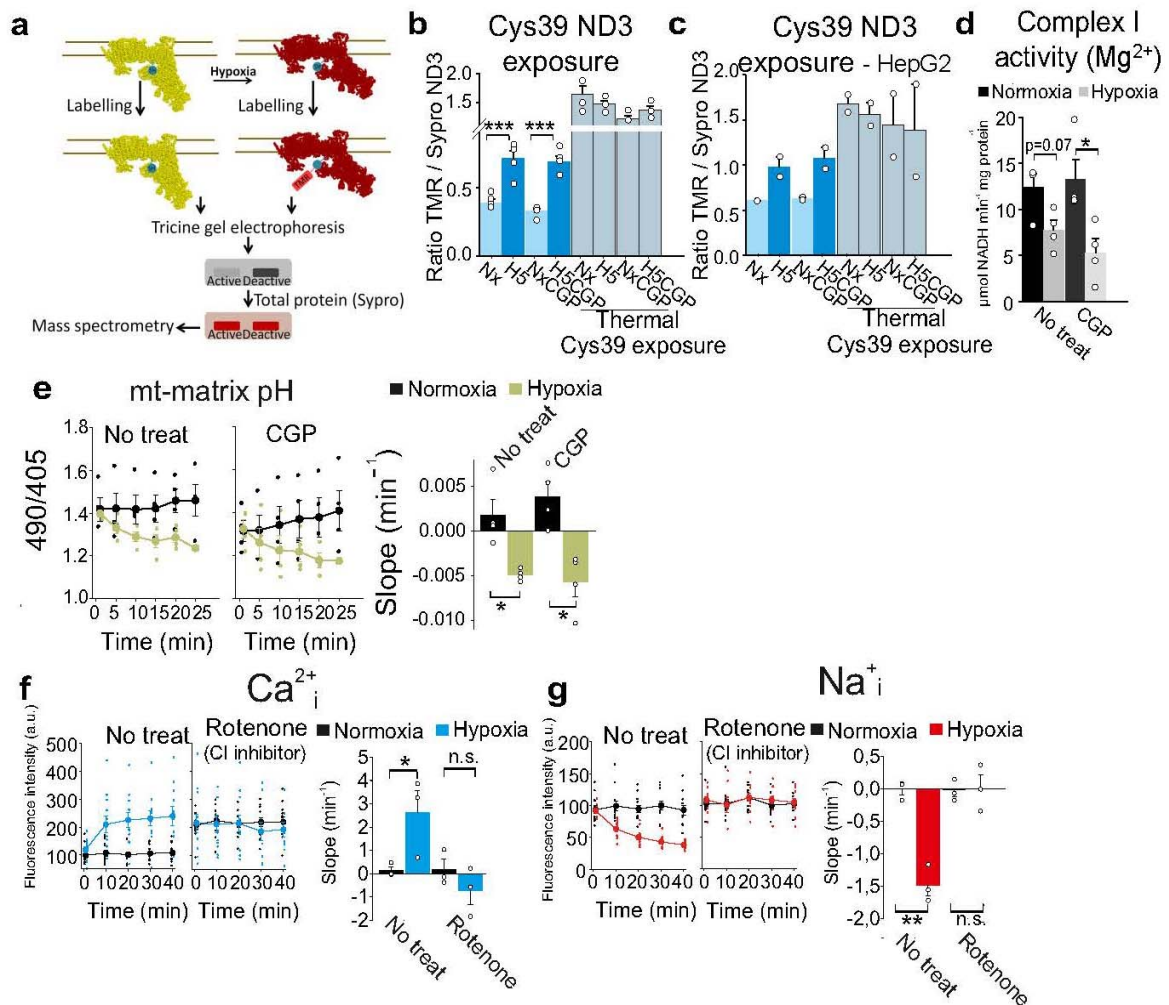 a
Hypoxia
Labelling
Labelling
TMR
Tricine gel electrophoresis
Active Deactive
Total protein (Sypro)
Mass spectrometry
Active Deactive
b
Cys39 ND3
exposure
Ratio TMR / Sypro ND3
2.0
1.5
1.0
0.5
0.0
***
***
Nx
H5
NxCGP
H5CGP
Nx
H5
NxCGP
H5CGP
Thermal
Cys39 exposure
c
Cys39 ND3
exposure - HepG2
Ratio TMR / Sypro ND3
2.0
1.5
1.0
0.5
0.0
Nx
H5
NxCGP
H5CGP
Nx
H5
NxCGP
H5CGP
Thermal
Cys39 exposure
d
Complex I
activity (Mg2+)
Normoxia
Hypoxia
µmol NADH min-1 mg protein-1
20
15
10
5
0
p=0.07
*
No treat
CGP
e
mt-matrix pH
No treat
CGP
490/405
1.8
1.6
1.4
1.2
1.0
0 5 10 15 20 25
0 5 10 15 20 25
Time (min)
Time (min)
Normoxia
Hypoxia
No treat
CGP
Slope (min-1)
0.005
0.000
-0.005
-0.010
*
*
f
Ca2+i
No treat
Rotenone
(CI inhibitor)
Normoxia
Hypoxia
Fluorescence intensity (a.u.)
500
400
300
200
100
0 10 20 30 40
0 10 20 30 40
Time (min)
Time (min)
Slope (min-1)
5
4
3
2
1
0
-1
-2
*
n.s.
No treat
Rotenone
g
Na+i
No treat
Rotenone
(CI inhibitor)
Normoxia
Hypoxia
Fluorescence intensity (a.u.)
200
150
100
50
0
0 10 20 30 40
0 10 20 30 40
Time (min)
Time (min)
Slope (min-1)
0,5
0,0
-0,5
-1,0
-1,5
-2,0
**
n.s.
No treat
Rotenone